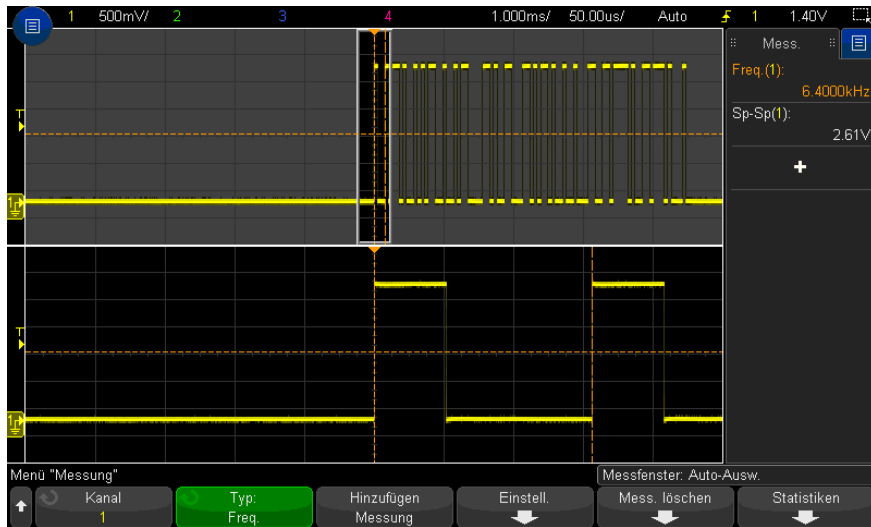 1 500mV/ 2 3 4 1.000ms/ 50.00us/ Auto 1 1.40V
Mess.
Freq.(1):
6.4000kHz
Sp-Sp(1):
2.61V
+
T
1
T
1
Menü "Messung"
Messfenster: Auto-Ausw.
Kanal
1
Typ:
Freq.
Hinzufügen
Messung
Einstell.
Mess. löschen
Statistiken